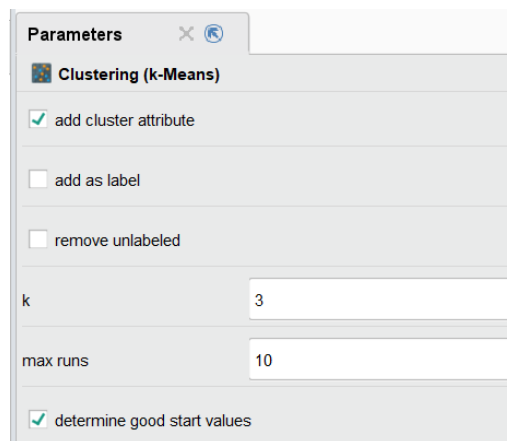 Parameters
Clustering (k-Means)
add cluster attribute
add as label
remove unlabeled
k 3
max runs 10
determine good start values